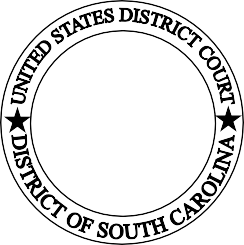 UNITED STATES DISTRICT COURT
DISTRICT OF SOUTH CAROLINA